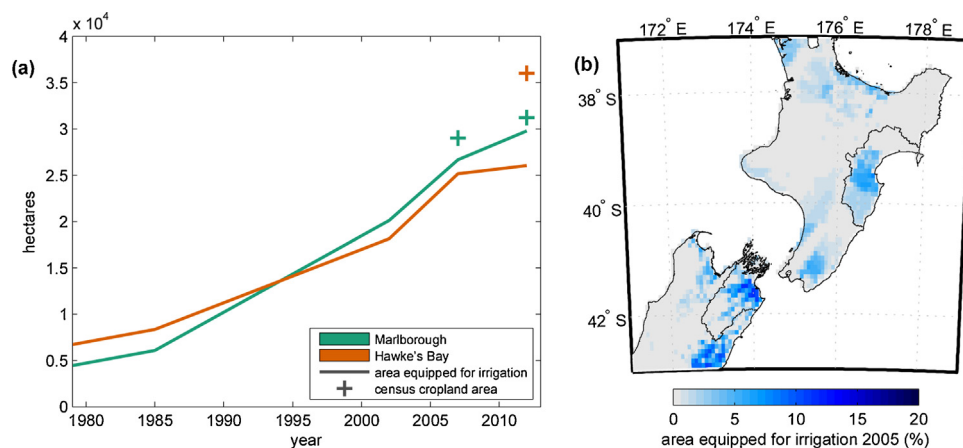 x 10⁴
4
3.5
3
2.5
2
1.5
1
0.5
0
hectares
(a)
1980 1985 1990 1995 2000 2005 2010
year
Marlborough
Hawke's Bay
area equipped for irrigation
census cropland area
(b)
172° E 174° E 176° E 178° E
38° S
40° S
42° S
0 5 10 15 20
area equipped for irrigation 2005 (%)